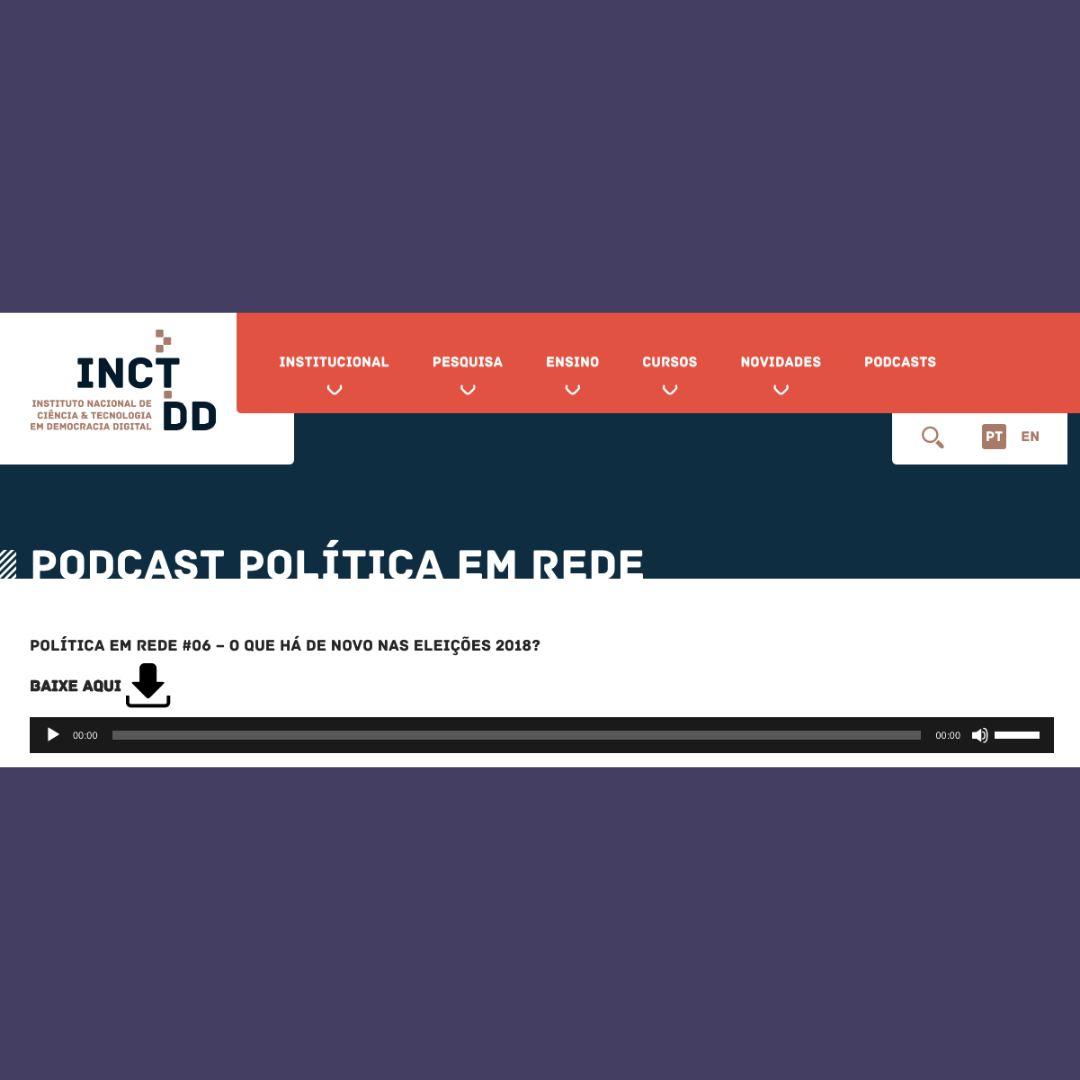 INCT
DD
INSTITUTO NACIONAL DE
CIÊNCIA & TECNOLOGIA
EM DEMOCRACIA DIGITAL
INSTITUCIONAL
PESQUISA
ENSINO
CURSOS
NOVIDADES
PODCASTS
PT
EN
PODCAST POLÍTICA EM REDE
POLÍTICA EM REDE #06 – O QUE HÁ DE NOVO NAS ELEIÇÕES 2018?
BAIXE AQUI
00:00
00:00